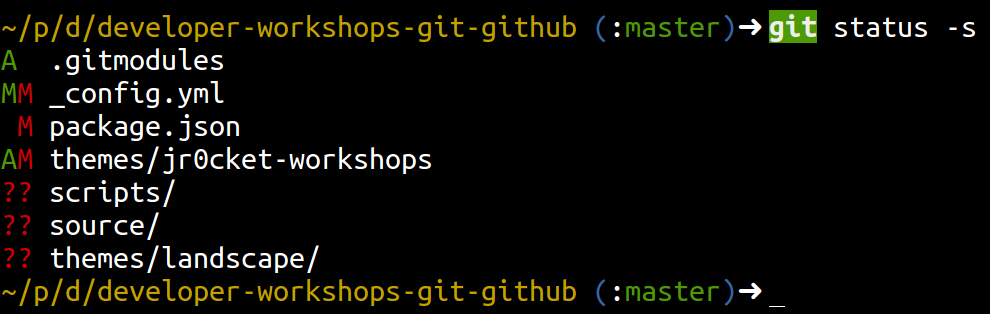 ~/p/d/developer-workshops-git-github (:master)➜git status -s
A  .gitmodules
MM _config.yml
 M package.json
AM themes/jr0cket-workshops
?? scripts/
?? source/
?? themes/landscape/
~/p/d/developer-workshops-git-github (:master)➜_